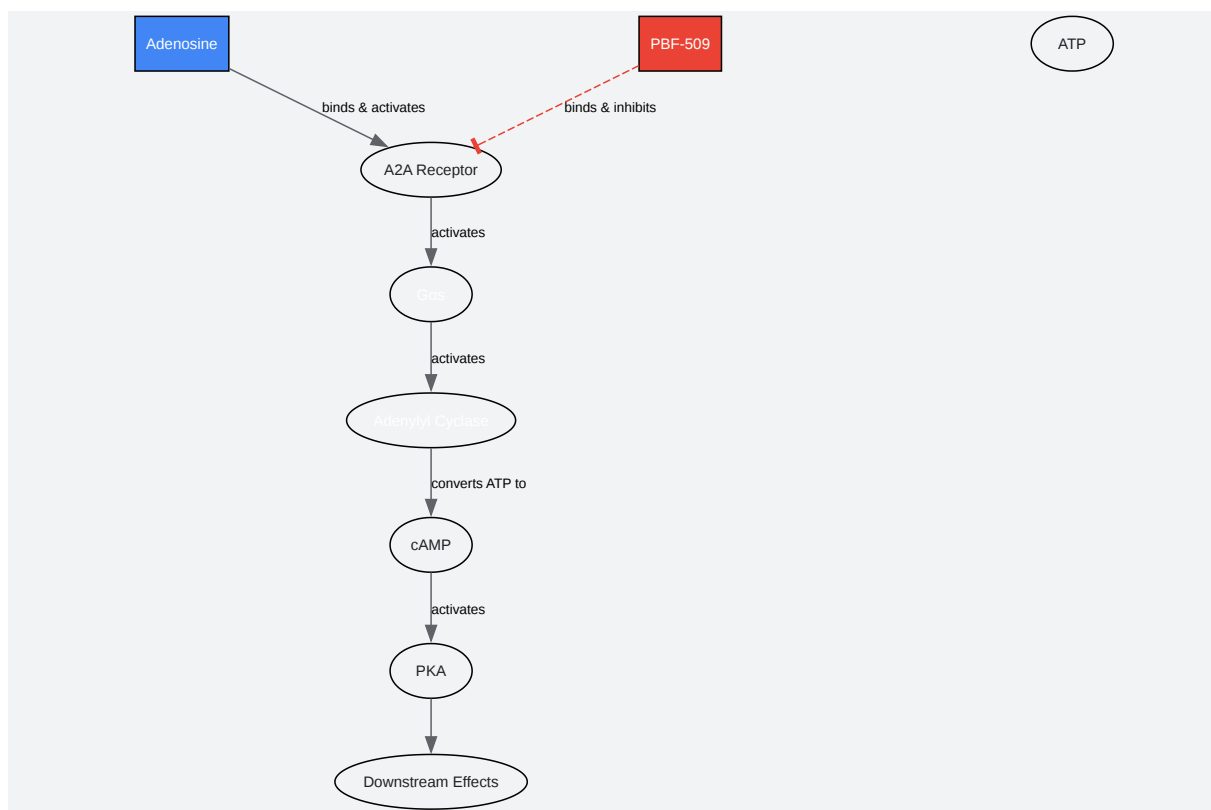 Adenosine
PBF-509
ATP
binds & activates
binds & inhibits
A2A Receptor
activates
Gαs
activates
Adenylyl Cyclase
converts ATP to
cAMP
activates
PKA
Downstream Effects